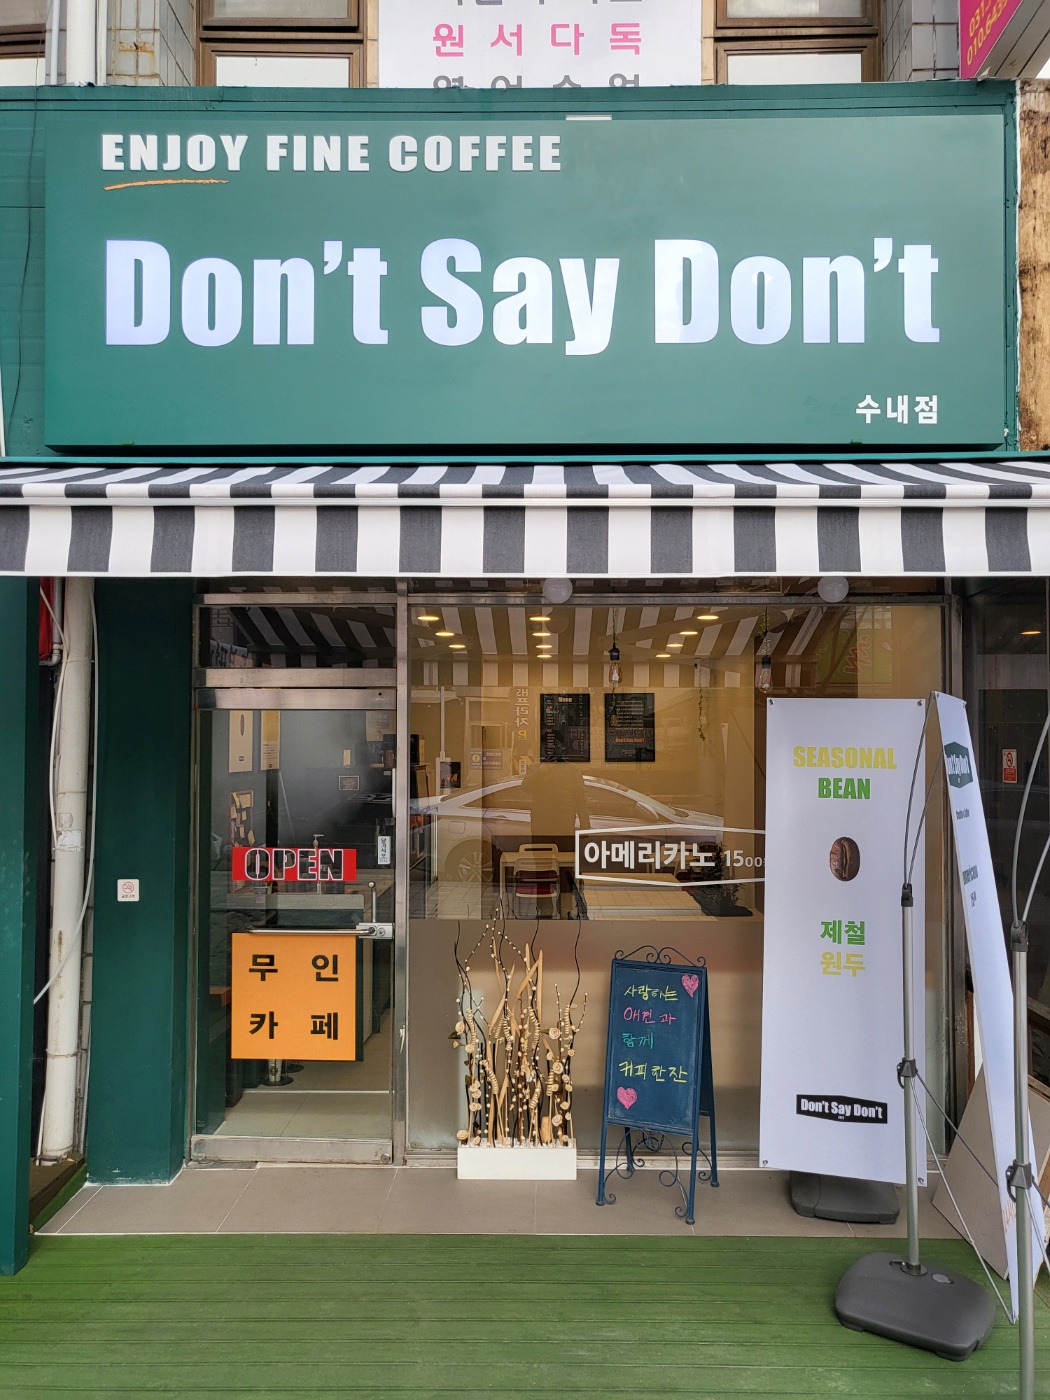 원서다독
ENJOY FINE COFFEE
Don't Say Don't
수내점
OPEN
무 인
카 페
아메리카노 1500
사랑하는
애견과
함께
커피한잔
SEASONAL
BEAN
제철
원두
Don't Say Don't